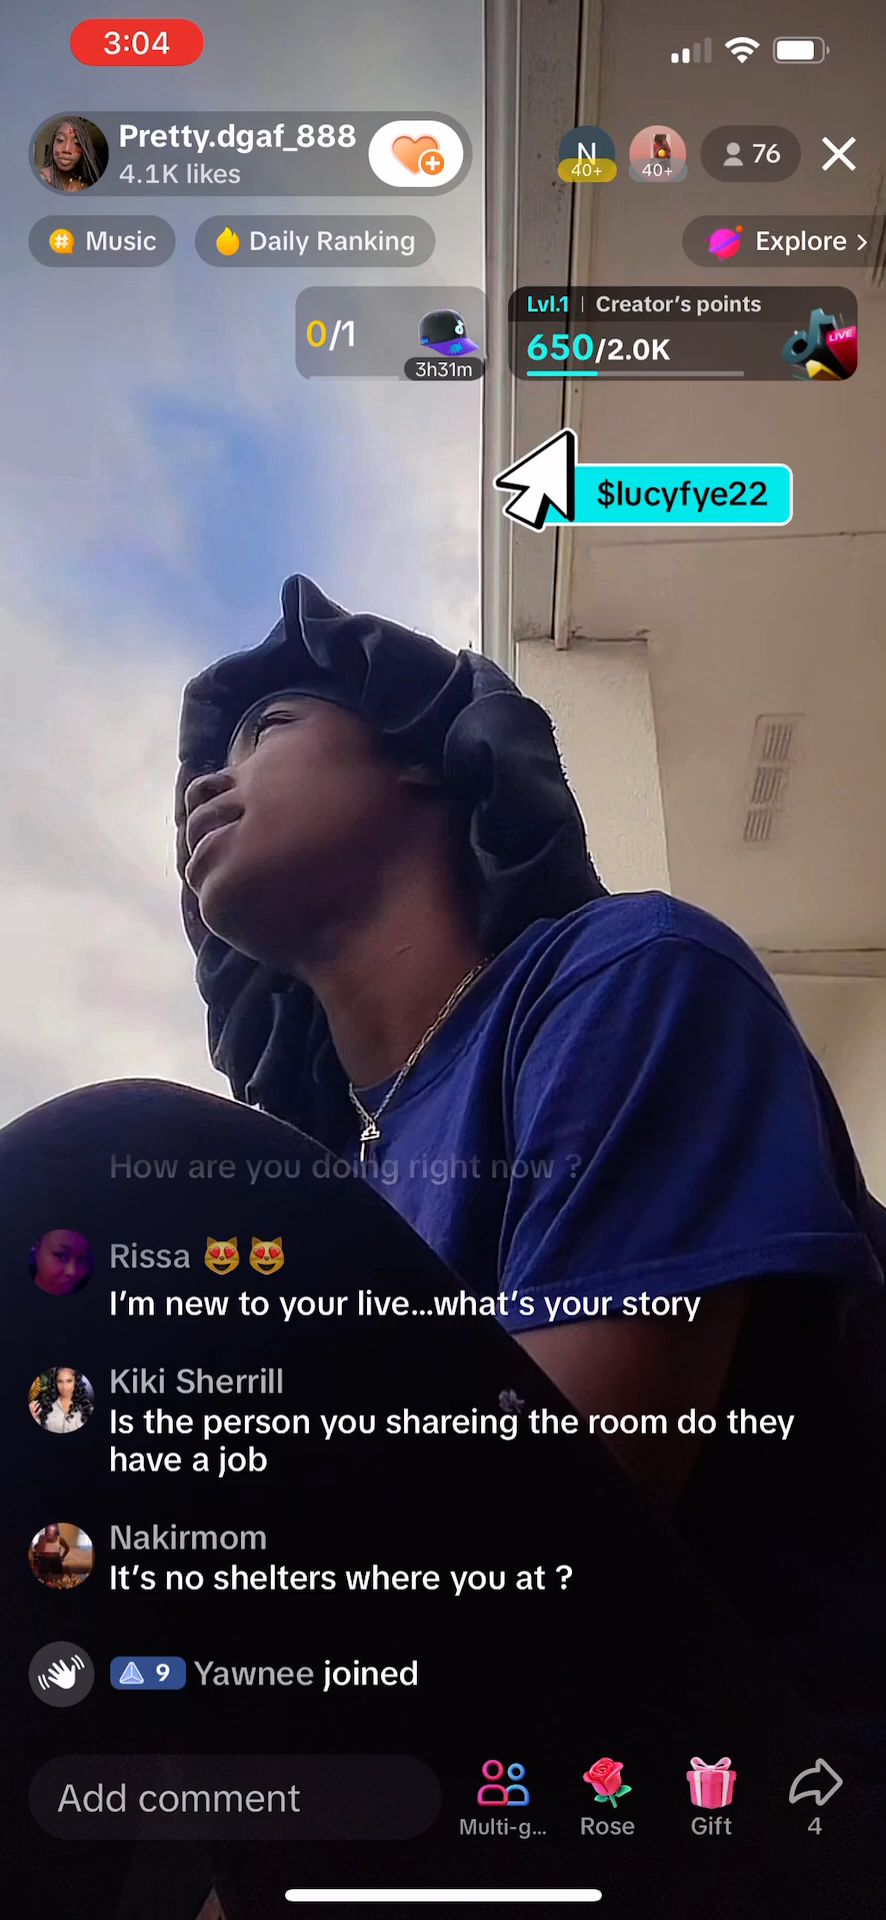 3:04
Pretty.dgaf_888
4.1K likes
N
40+
40+
76
Music
Daily Ranking
Explore >
0/1
3h31m
Lvl.1 | Creator's points
650/2.0K
LIVE
$lucyfye22
How are you doing right now ?
Rissa 😻 😻
I'm new to your live...what's your story
Kiki Sherrill
Is the person you shareing the room do they
have a job
Nakirmom
It's no shelters where you at ?
9 Yawnee joined
Add comment
Multi-g...
Rose
Gift
4